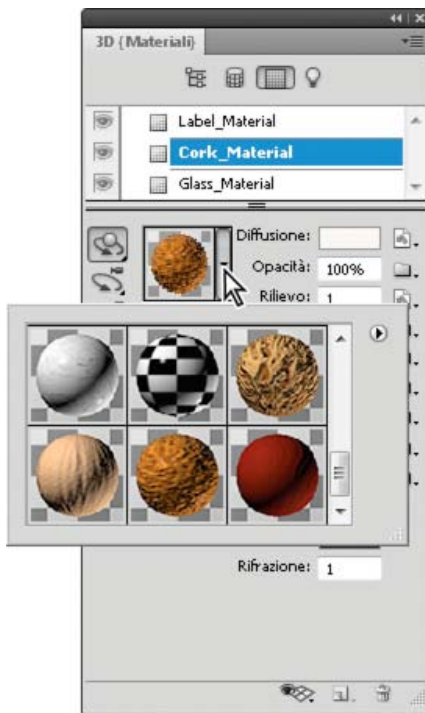 3D {Materiali}
Label_Material
Cork_Material
Glass_Material
Diffusione:
Opacità: 100%
Rilievo: 1
Rifrazione: 1